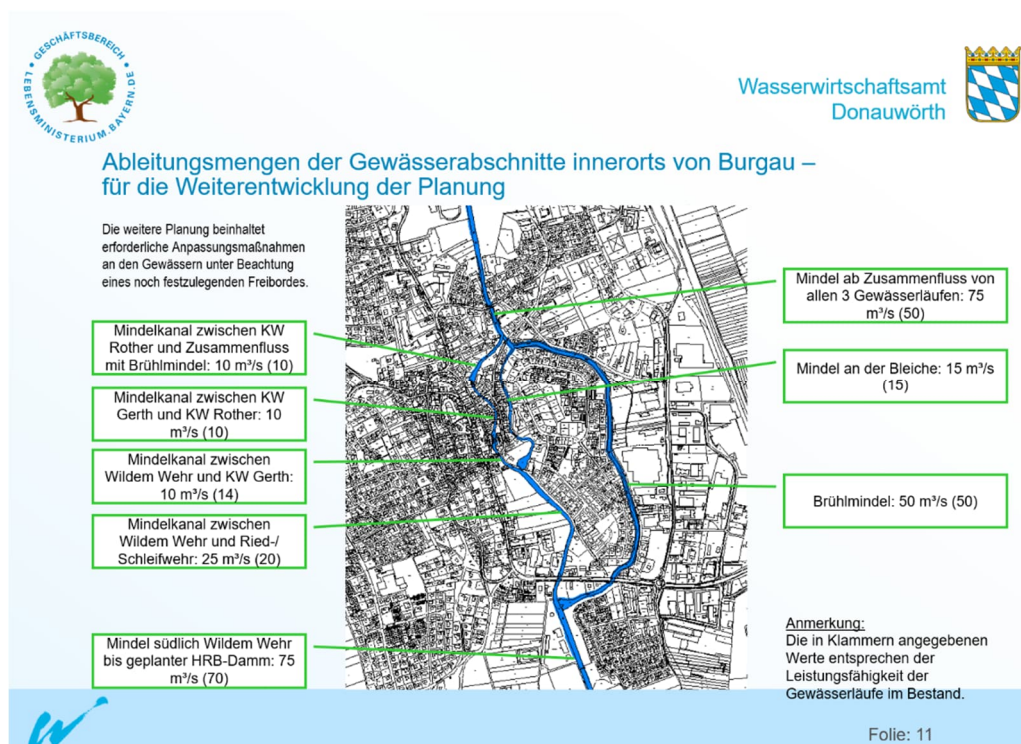 GESCHÄFTSBEREICH
LEBENSMINISTERIUM.BAYERN.DE
Wasserwirtschaftsamt
Donauwörth
Ableitungsmengen der Gewässerabschnitte innerorts von Burgau –
für die Weiterentwicklung der Planung
Die weitere Planung beinhaltet
erforderliche Anpassungsmaßnahmen
an den Gewässern unter Beachtung
eines noch festzulegenden Freibordes.
Mindelkanal zwischen KW
Rother und Zusammenfluss
mit Brühlmindel: 10 m³/s (10)
Mindelkanal zwischen KW
Gerth und KW Rother: 10
m³/s (10)
Mindelkanal zwischen
Wildem Wehr und KW Gerth:
10 m³/s (14)
Mindelkanal zwischen
Wildem Wehr und Ried-/
Schleifwehr: 25 m³/s (20)
Mindel südlich Wildem Wehr
bis geplanter HRB-Damm: 75
m³/s (70)
Mindel ab Zusammenfluss von
allen 3 Gewässerläufen: 75
m³/s (50)
Mindel an der Bleiche: 15 m³/s
(15)
Brühlmindel: 50 m³/s (50)
Anmerkung:
Die in Klammern angegebenen
Werte entsprechen der
Leistungsfähigkeit der
Gewässerläufe im Bestand.
Folie: 11